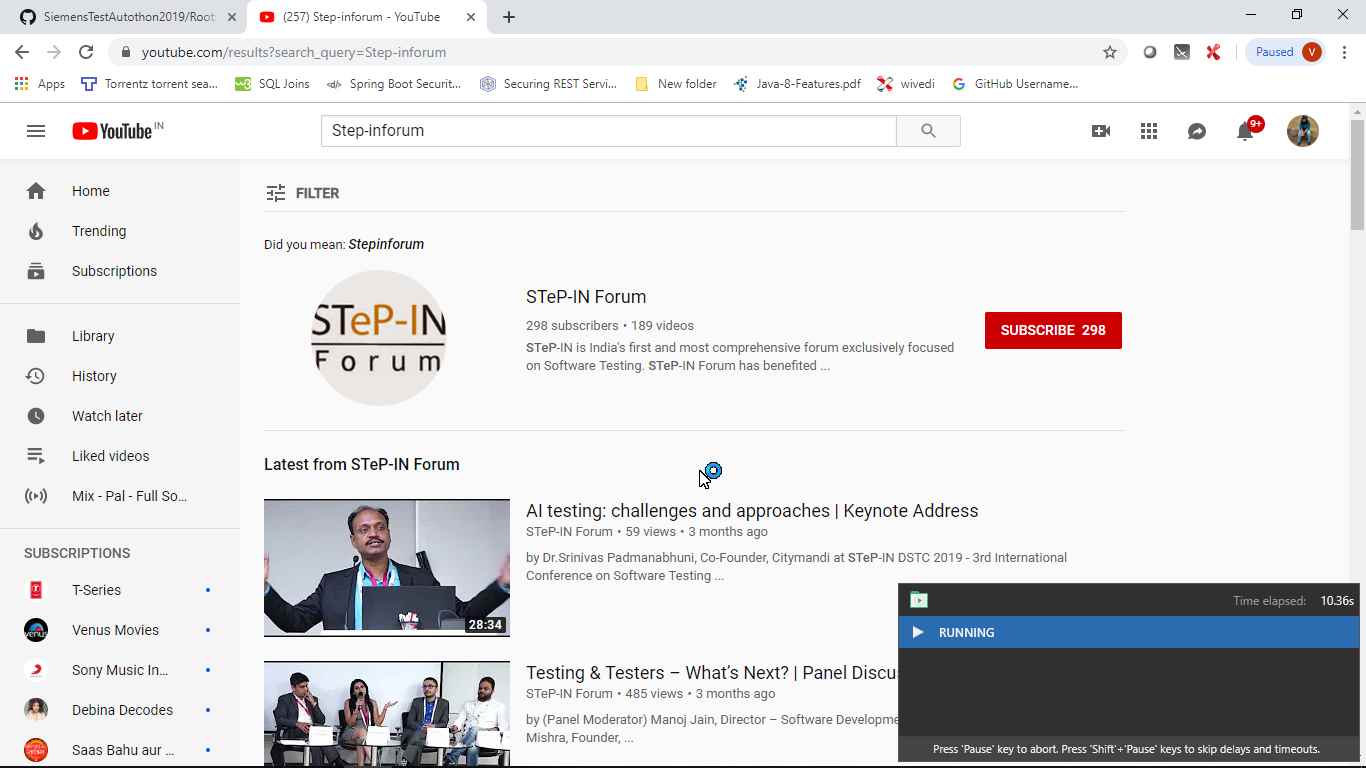 SiemensTestAutothon2019/Root
(257) Step-inforum - YouTube
youtube.com/results?search_query=Step-inforum
Paused
V
Apps
Torrentz torrent sea...
SQL Joins
Spring Boot Securit...
Securing REST Servi...
New folder
Java-8-Features.pdf
wivedi
GitHub Username...
YouTube IN
Step-inforum
9+
Home
Trending
Subscriptions
Library
History
Watch later
Liked videos
Mix - Pal - Full So...
SUBSCRIPTIONS
T-Series
Venus Movies
Sony Music In...
Debina Decodes
Saas Bahu aur ...
FILTER
Did you mean: Stepinforum
STeP-IN
Forum
STeP-IN Forum
298 subscribers • 189 videos
STeP-IN is India's first and most comprehensive forum exclusively focused
on Software Testing. STeP-IN Forum has benefited ...
SUBSCRIBE 298
Latest from STeP-IN Forum
28:34
AI testing: challenges and approaches | Keynote Address
STeP-IN Forum • 59 views • 3 months ago
by Dr.Srinivas Padmanabhuni, Co-Founder, Citymandi at STeP-IN DSTC 2019 - 3rd International
Conference on Software Testing ...
Testing & Testers – What's Next? | Panel Discu
STeP-IN Forum • 485 views • 3 months ago
by (Panel Moderator) Manoj Jain, Director – Software Developme
Mishra, Founder, ...
Time elapsed: 10.36s
RUNNING
Press 'Pause' key to abort. Press 'Shift'+'Pause' keys to skip delays and timeouts.